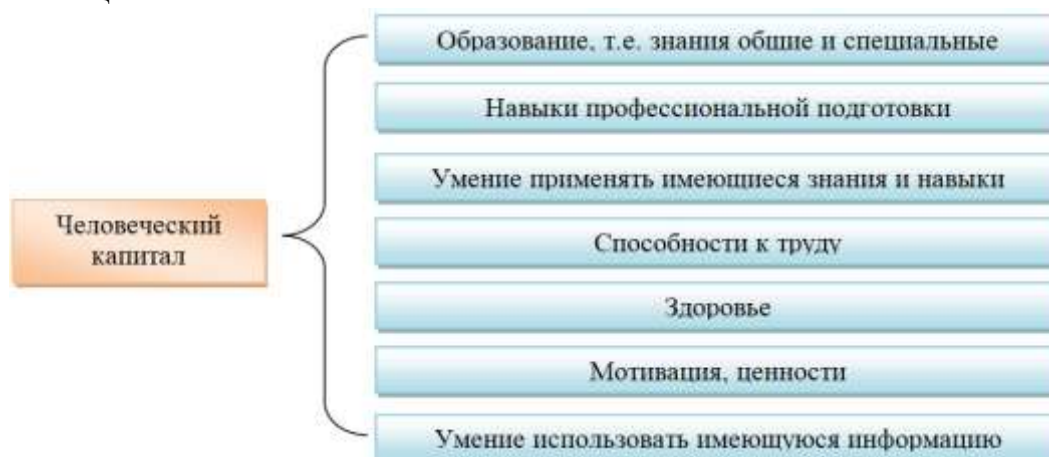 Образование, т.е. знания общие и специальные
Навыки профессиональной подготовки
Умение применять имеющиеся знания и навыки
Человеческий
капитал
Способности к труду
Здоровье
Мотивация, ценности
Умение использовать имеющуюся информацию